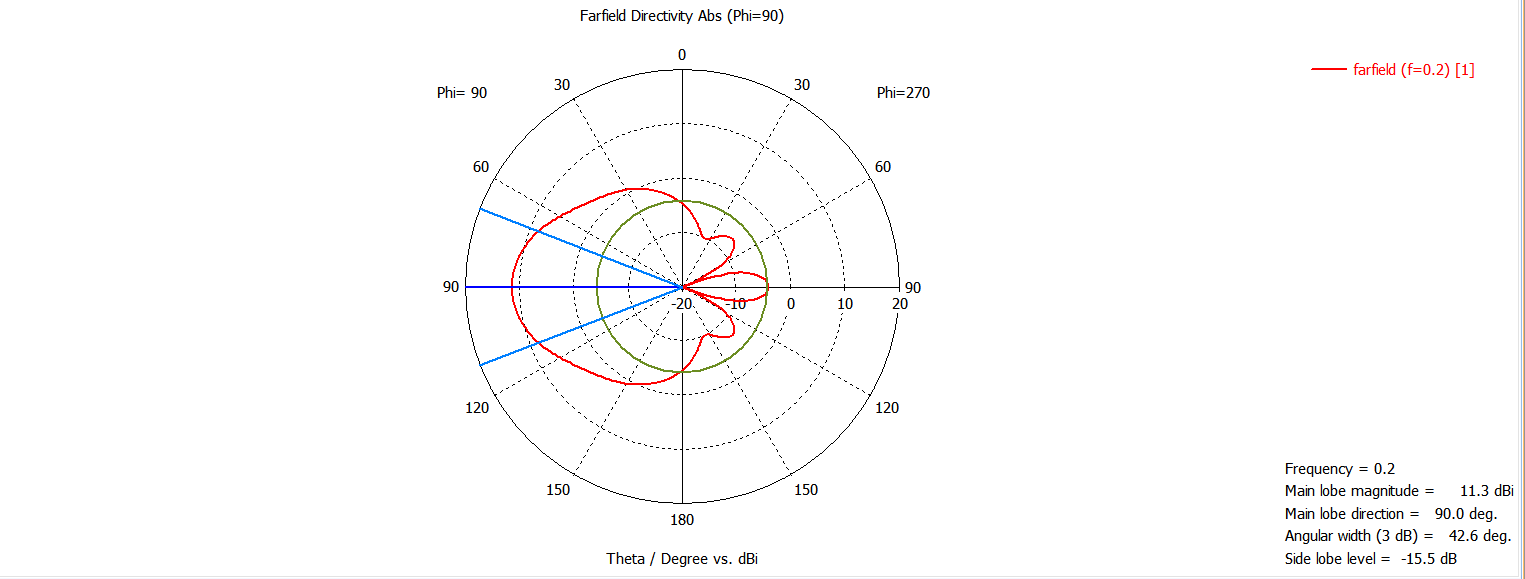 Farfield Directivity Abs (Phi=90)
0
30
30
Phi= 90
Phi=270
farfield (f=0.2) [1]
60
60
90
90
-20
-10
0
10
20
120
120
150
150
180
Theta / Degree vs. dBi
Frequency = 0.2
Main lobe magnitude = 11.3 dBi
Main lobe direction = 90.0 deg.
Angular width (3 dB) = 42.6 deg.
Side lobe level = -15.5 dB